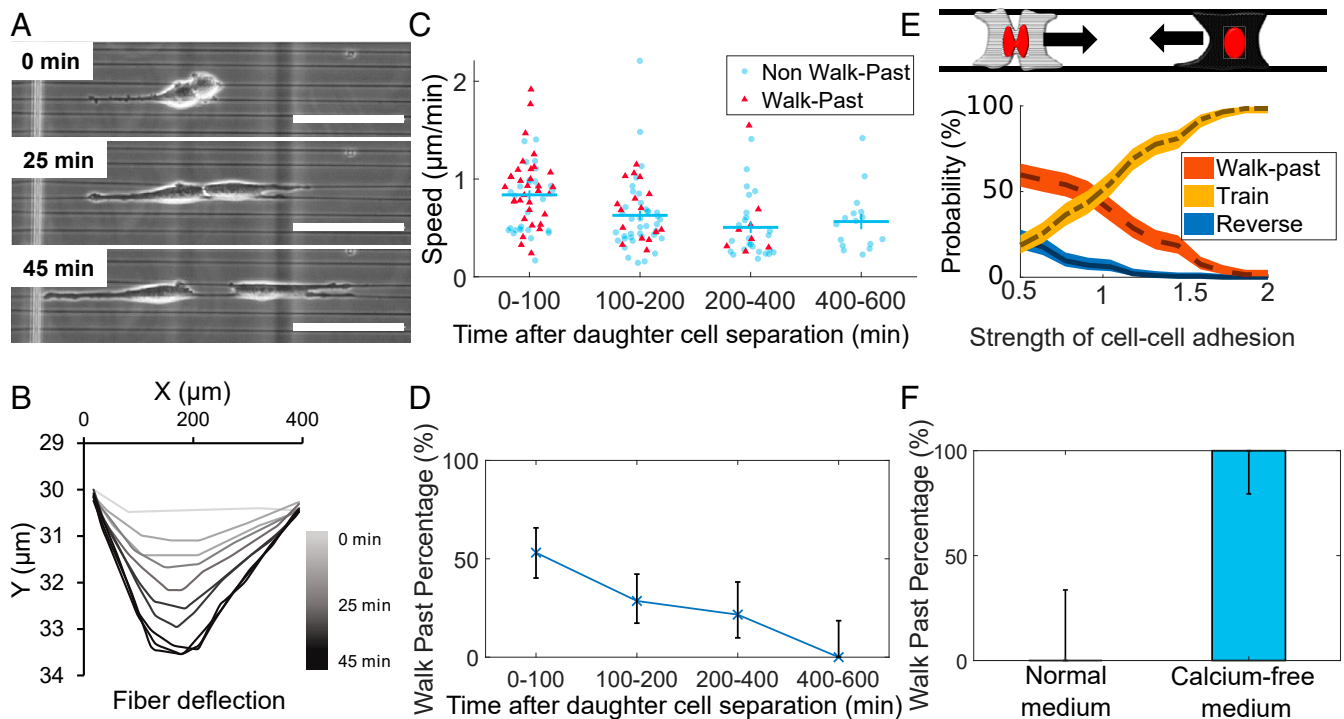 A
0 min
25 min
45 min
B
X (µm)
0
200
400
29
30
31
32
33
34
Y (µm)
0 min
25 min
45 min
Fiber deflection
C
Speed (µm/min)
2
1
0
Non Walk-Past
Walk-Past
0-100
100-200
200-400
400-600
Time after daughter cell separation (min)
D
Walk Past Percentage (%)
100
50
0
0-100
100-200
200-400
400-600
Time after daughter cell separation (min)
E
Probability (%)
100
50
0
Walk-past
Train
Reverse
0.5
1
1.5
2
Strength of cell-cell adhesion
F
Walk Past Percentage (%)
100
50
0
Normal
medium
Calcium-free
medium